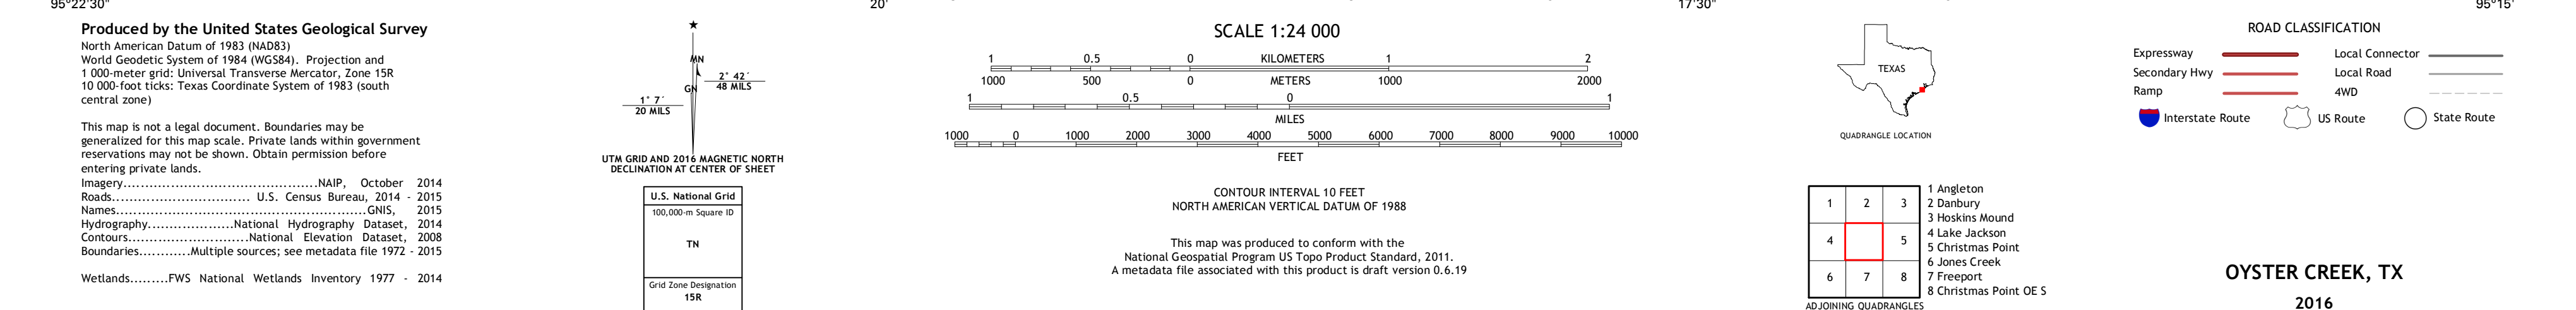 95°22'30" 20' 17'30" 95°15'
Produced by the United States Geological Survey
North American Datum of 1983 (NAD83)
World Geodetic System of 1984 (WGS84). Projection and
1 000-meter grid: Universal Transverse Mercator, Zone 15R
10 000-foot ticks: Texas Coordinate System of 1983 (south
central zone)
This map is not a legal document. Boundaries may be
generalized for this map scale. Private lands within government
reservations may not be shown. Obtain permission before
entering private lands.
Imagery............................................NAIP, October 2014
Roads................................ U.S. Census Bureau, 2014 - 2015
Names..........................................................GNIS, 2015
Hydrography....................National Hydrography Dataset, 2014
Contours............................National Elevation Dataset, 2008
Boundaries............Multiple sources; see metadata file 1972 - 2015
Wetlands.........FWS National Wetlands Inventory 1977 - 2014
MN
2° 42´
48 MILS
GN
1° 7´
20 MILS
UTM GRID AND 2016 MAGNETIC NORTH
DECLINATION AT CENTER OF SHEET
U.S. National Grid
100,000-m Square ID
TN
Grid Zone Designation
15R
SCALE 1:24 000
1 0.5 0 KILOMETERS 1 2
1000 500 0 METERS 1000 2000
1 0.5 0 1
MILES
1000 0 1000 2000 3000 4000 5000 6000 7000 8000 9000 10000
FEET
CONTOUR INTERVAL 10 FEET
NORTH AMERICAN VERTICAL DATUM OF 1988
This map was produced to conform with the
National Geospatial Program US Topo Product Standard, 2011.
A metadata file associated with this product is draft version 0.6.19
TEXAS
QUADRANGLE LOCATION
1 2 3
4 5
6 7 8
1 Angleton
2 Danbury
3 Hoskins Mound
4 Lake Jackson
5 Christmas Point
6 Jones Creek
7 Freeport
8 Christmas Point OE S
ADJOINING QUADRANGLES
ROAD CLASSIFICATION
Expressway Local Connector
Secondary Hwy Local Road
Ramp 4WD
Interstate Route US Route State Route
OYSTER CREEK, TX
2016